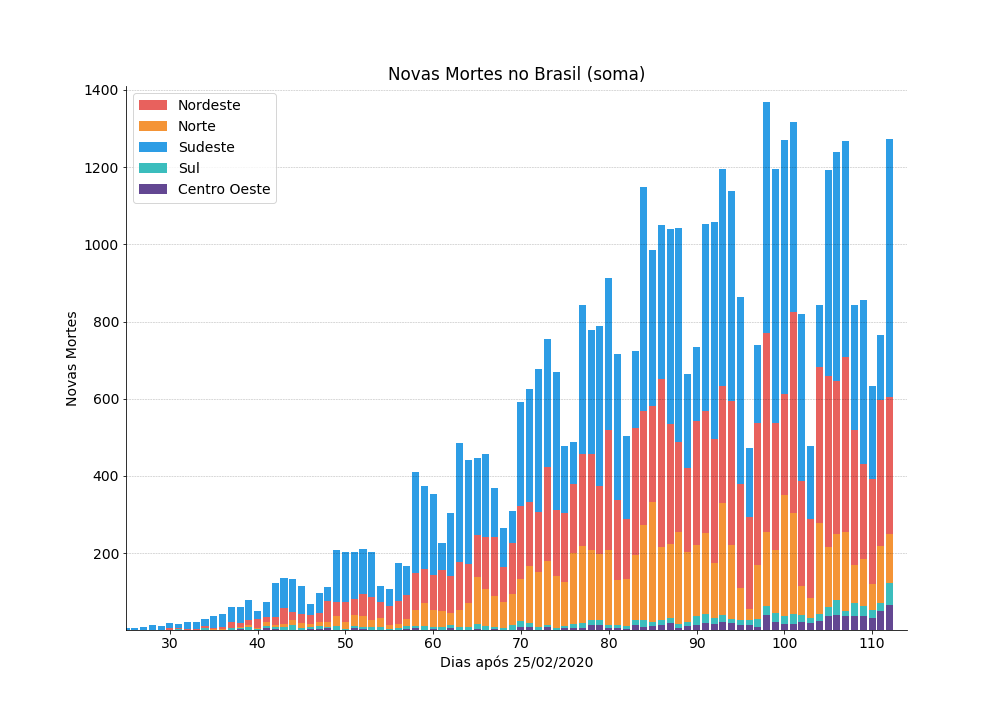 Novas Mortes no Brasil (soma)
1400
1200
1000
800
600
400
200
Novas Mortes
Nordeste
Norte
Sudeste
Sul
Centro Oeste
30 40 50 60 70 80 90 100 110
Dias após 25/02/2020